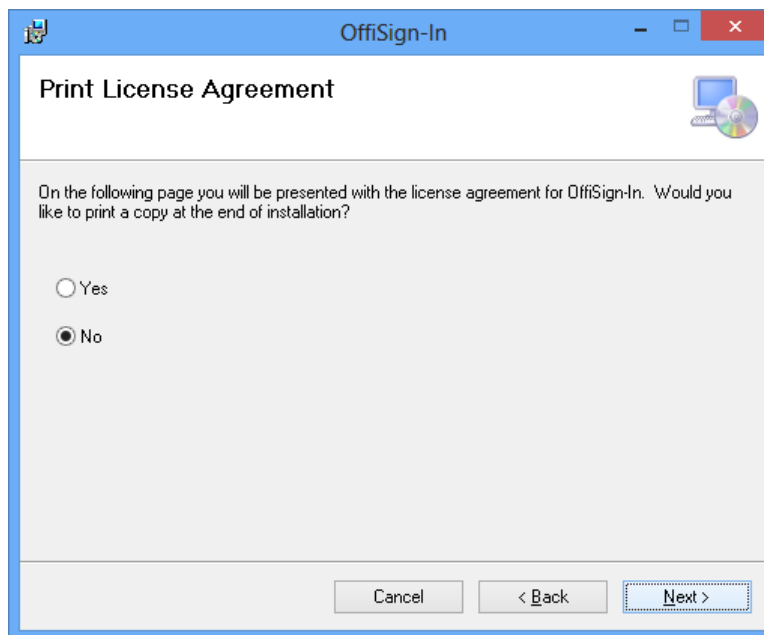 OffiSign-In
Print License Agreement
On the following page you will be presented with the license agreement for OffiSign-In.  Would you
like to print a copy at the end of installation?
Yes
No
Cancel
< Back
Next >